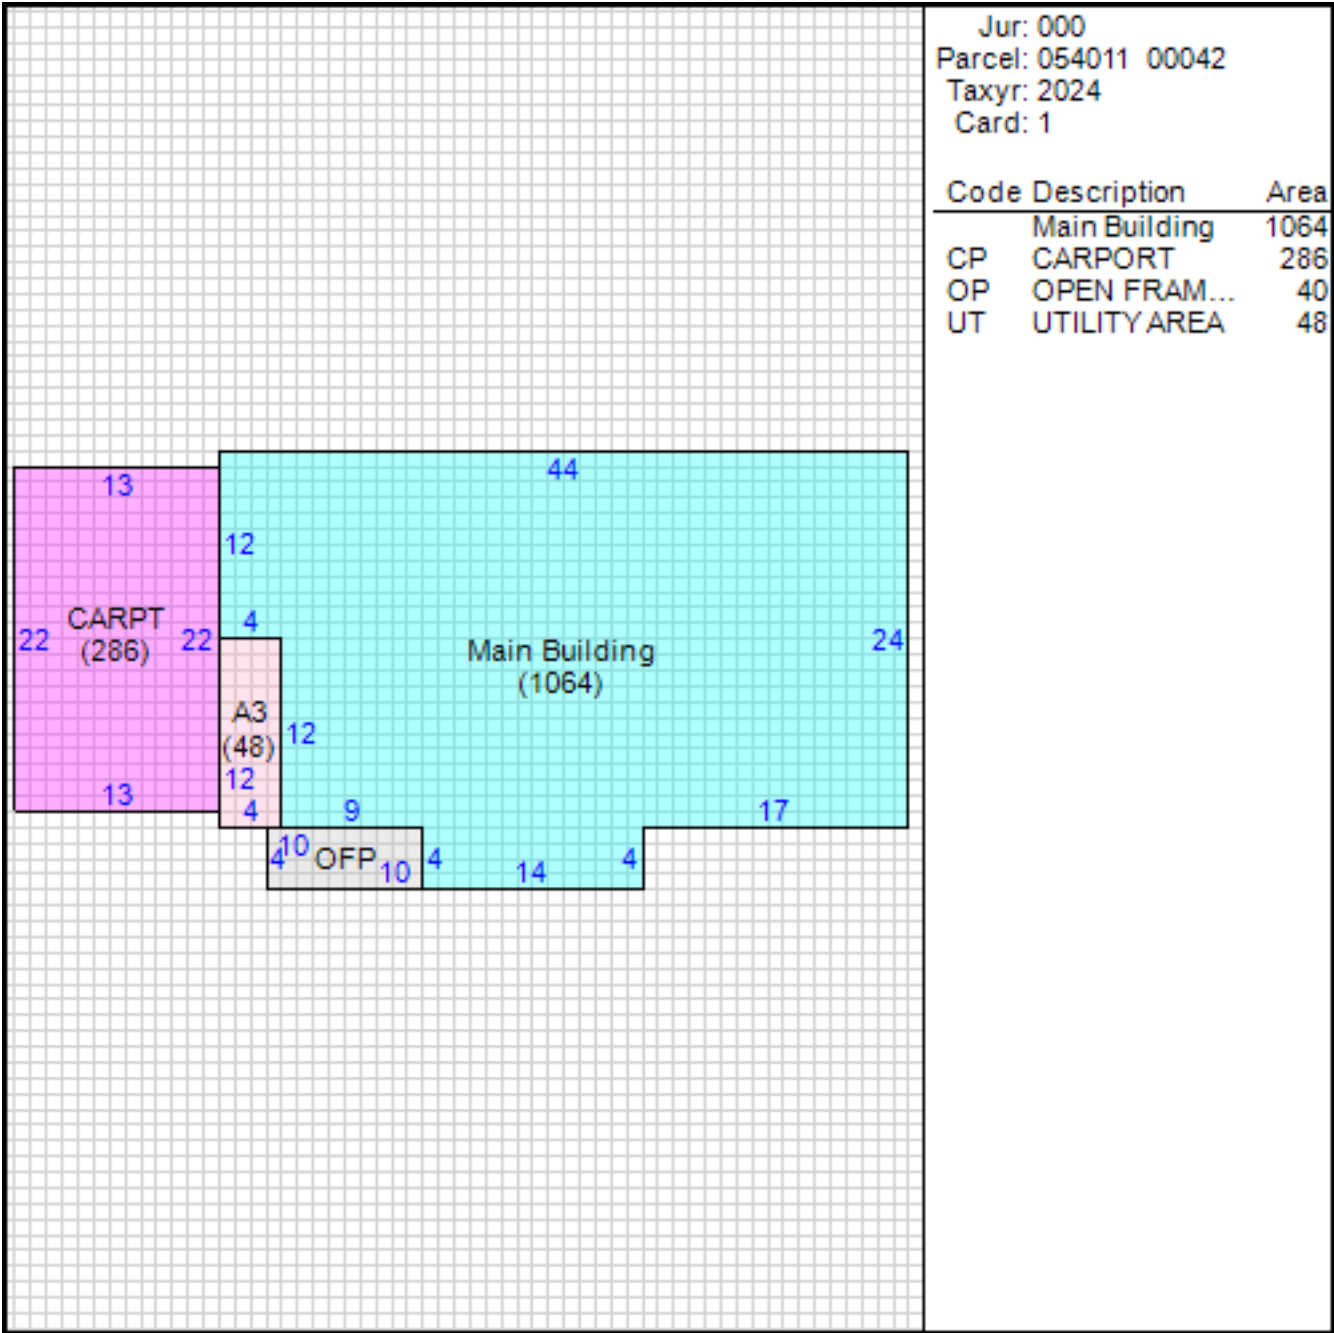 Jur: 000
Parcel: 054011 00042
Taxyr: 2024
Card: 1
Code Description Area
Main Building 1064
CP CARPORT 286
OP OPEN FRAM... 40
UT UTILITY AREA 48
13
44
12
4
CARPT
(286)
22
22
24
Main Building
(1064)
A3
(48)
12
12
4
13
9
17
4
10
OFP
10
4
14
4